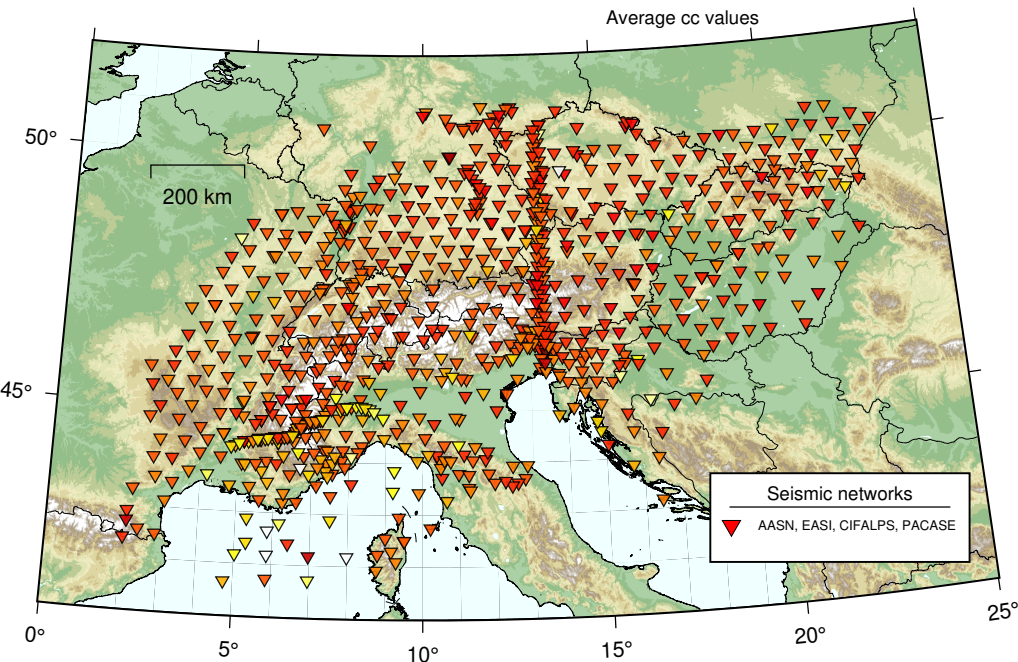 Average cc values
50°
200 km
45°
Seismic networks
AASN, EASI, CIFALPS, PACASE
0°
5°
10°
15°
20°
25°